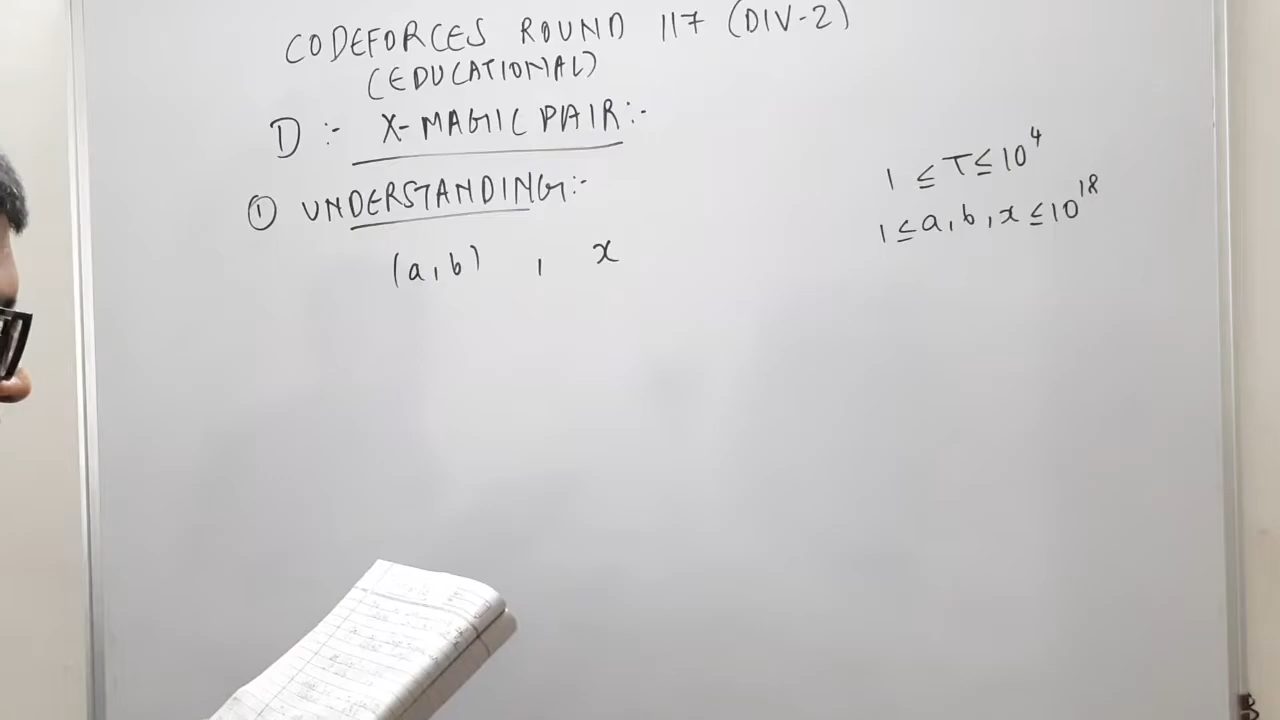 CODEFORCES ROUND 117 (DIV-2)
(EDUCATIONAL)
D :- X-MAGIC PAIR:-
① UNDERSTANDING:-
(a,b) , x
1 ≤ T ≤ 10^4
1 ≤ a, b, x ≤ 10^18